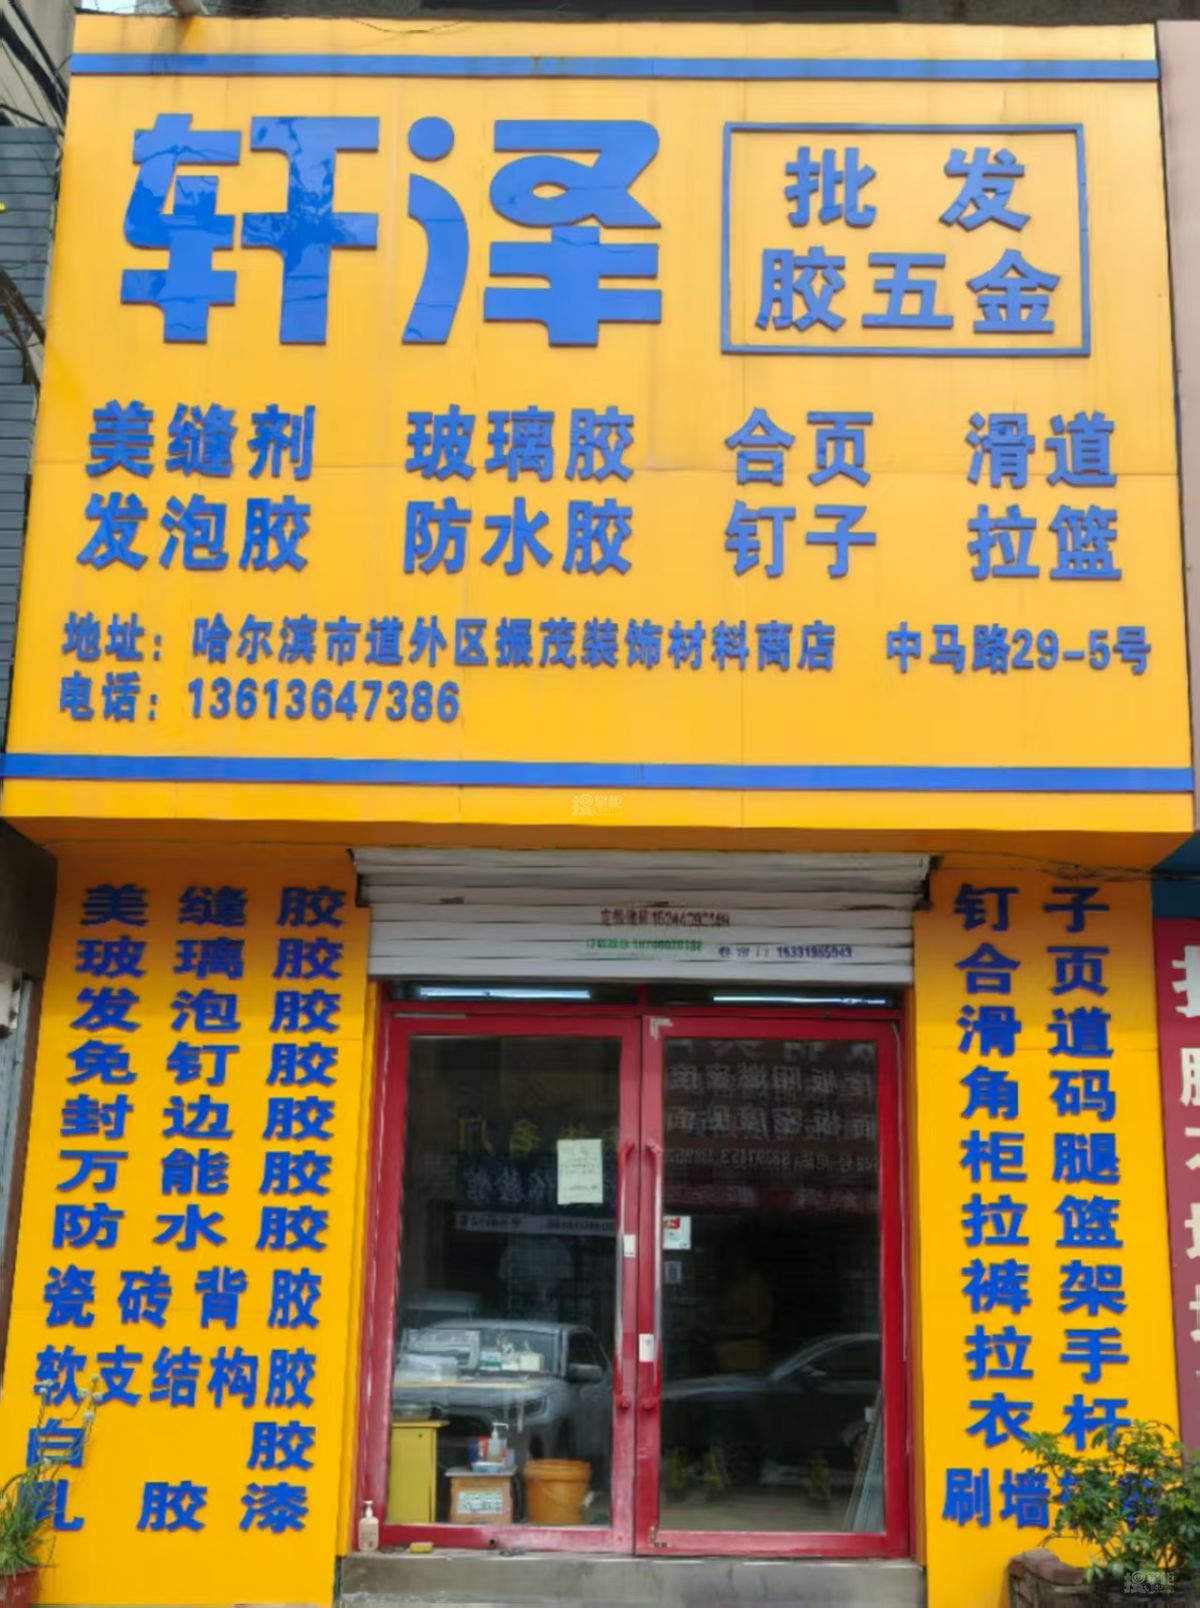 轩泽
批发
胶五金
美缝剂 玻璃胶 合页 滑道
发泡胶 防水胶 钉子 拉篮
地址：哈尔滨市道外区振茂装饰材料商店 中马路29-5号
电话：13613647386
美缝胶
玻璃胶
发泡胶
免钉胶
封边胶
万能胶
防水胶
瓷砖背胶
软支结构胶
白胶
乳胶漆
钉子
合页
滑道
角码
柜腿
拉篮
裤架
拉手
衣杆
刷墙
卷帘门 16331965943